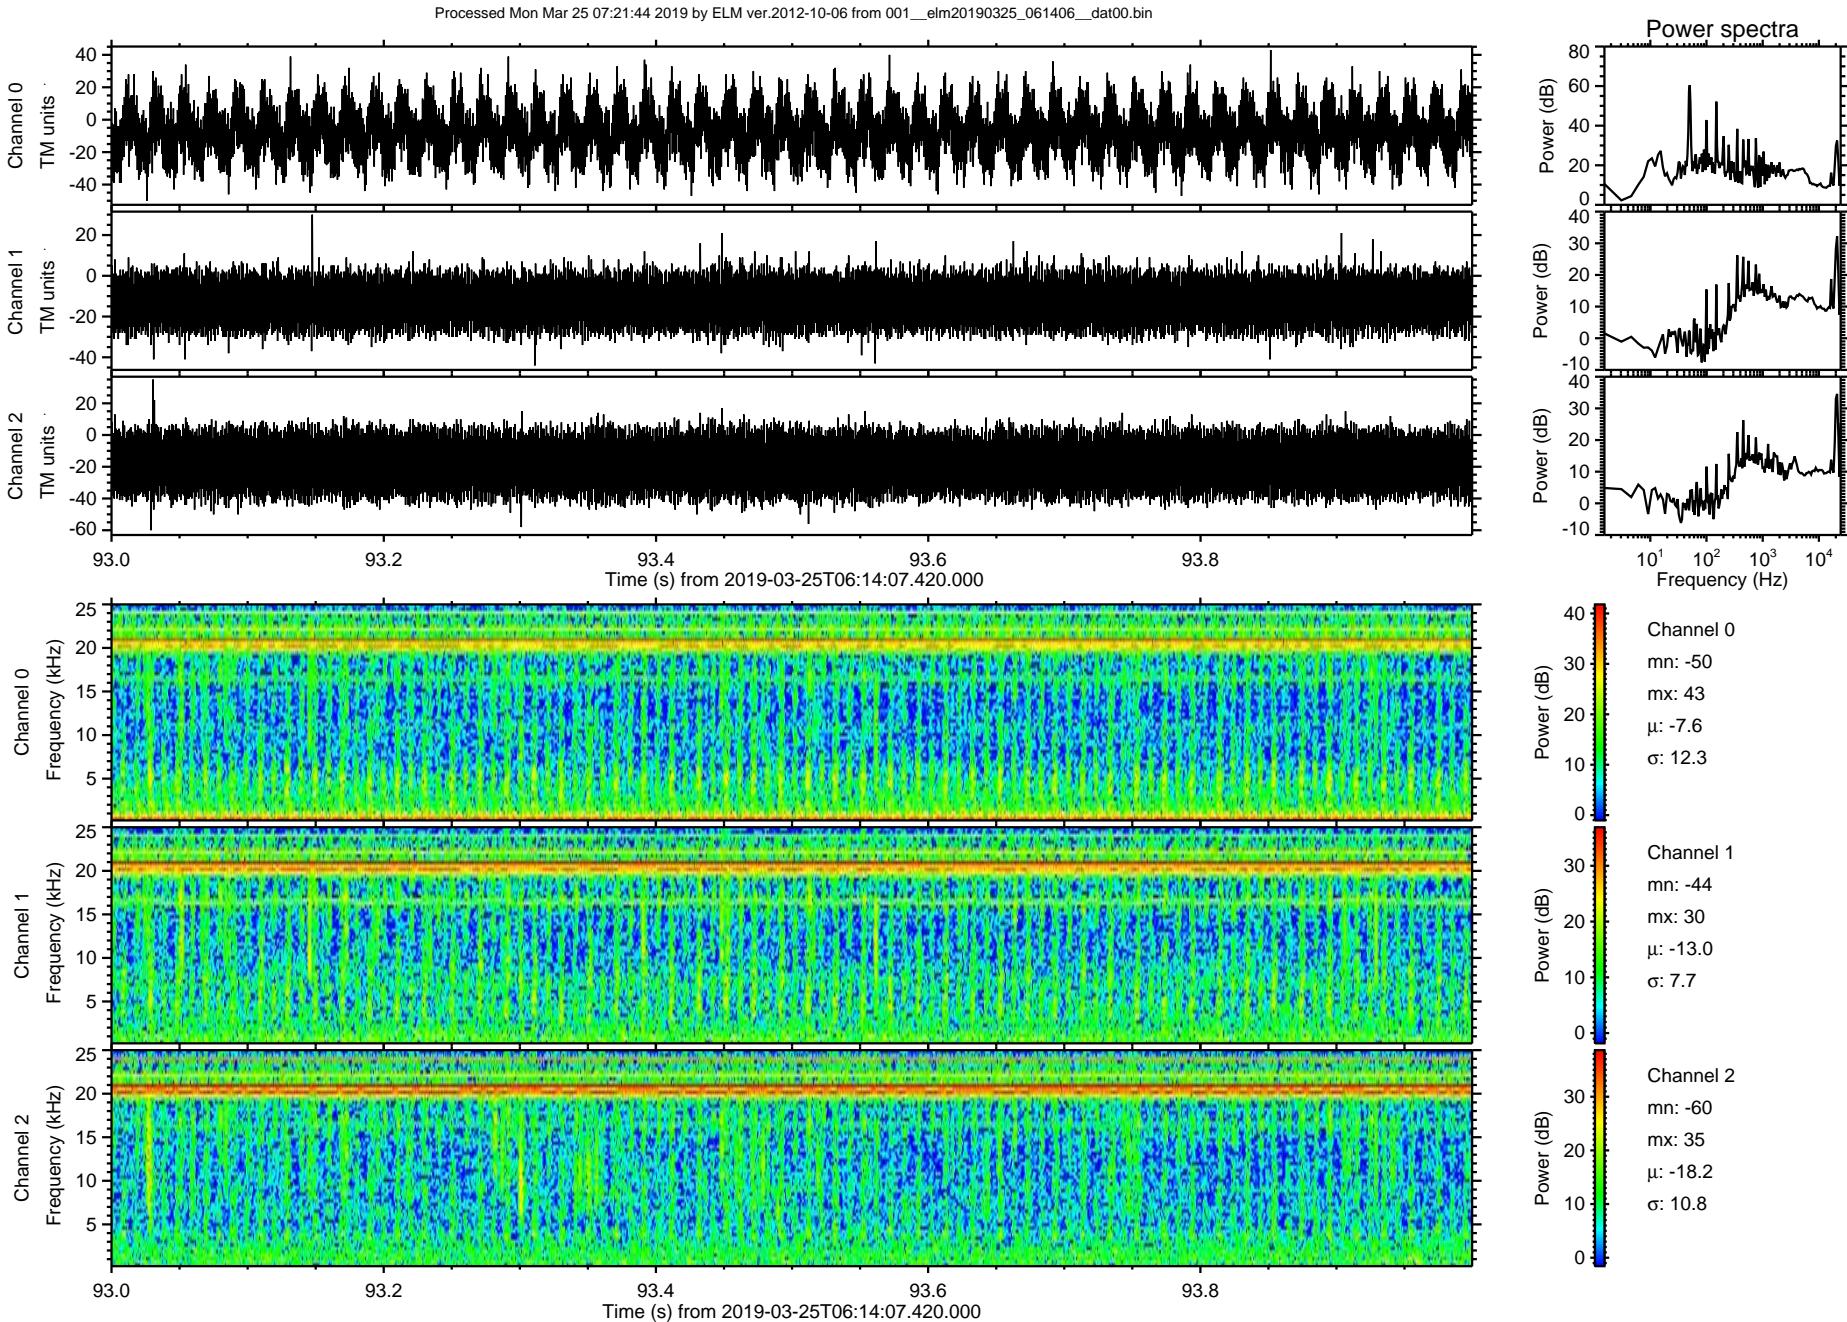 Processed Mon Mar 25 07:21:44 2019 by ELM ver.2012-10-06 from 001__elm20190325_061406__dat00.bin
Power spectra
Channel 0
TM units
40
20
0
-20
-40
Power (dB)
80
60
40
20
0
Channel 1
TM units
20
0
-20
-40
Power (dB)
40
30
20
10
0
-10
Channel 2
TM units
20
0
-20
-40
-60
Power (dB)
40
30
20
10
0
-10
93.0 93.2 93.4 93.6 93.8
Time (s) from 2019-03-25T06:14:07.420.000
10^1 10^2 10^3 10^4
Frequency (Hz)
Channel 0
Frequency (kHz)
25
20
15
10
5
Power (dB)
40
30
20
10
0
Channel 0
mn: -50
mx: 43
μ: -7.6
σ: 12.3
Channel 1
Frequency (kHz)
25
20
15
10
5
Power (dB)
30
20
10
0
Channel 1
mn: -44
mx: 30
μ: -13.0
σ: 7.7
Channel 2
Frequency (kHz)
25
20
15
10
5
Power (dB)
30
20
10
0
Channel 2
mn: -60
mx: 35
μ: -18.2
σ: 10.8
93.0 93.2 93.4 93.6 93.8
Time (s) from 2019-03-25T06:14:07.420.000